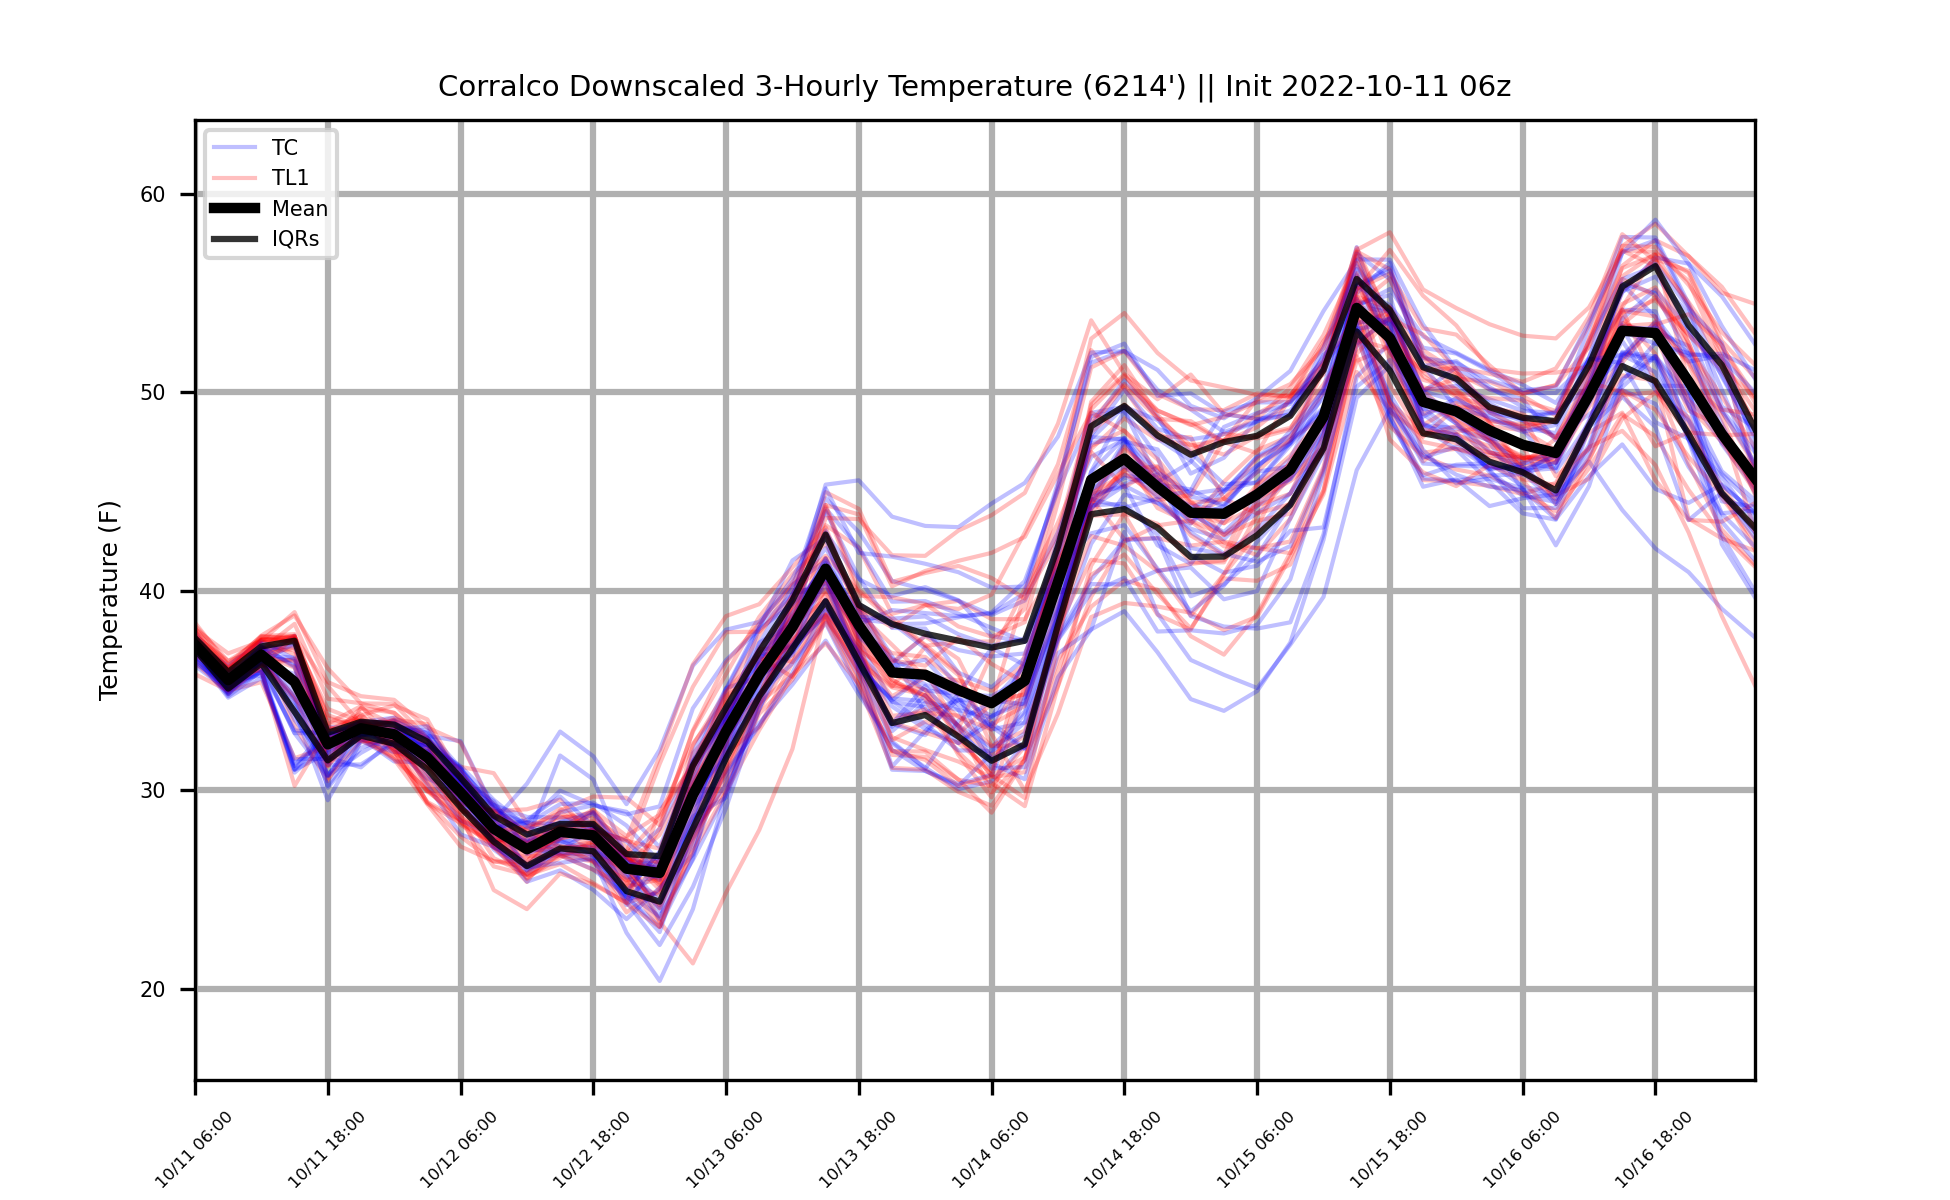 Corralco Downscaled 3-Hourly Temperature (6214') || Init 2022-10-11 06z
TC
TL1
Mean
IQRs
Temperature (F)
60
50
40
30
20
10/11 06:00
10/11 18:00
10/12 06:00
10/12 18:00
10/13 06:00
10/13 18:00
10/14 06:00
10/14 18:00
10/15 06:00
10/15 18:00
10/16 06:00
10/16 18:00